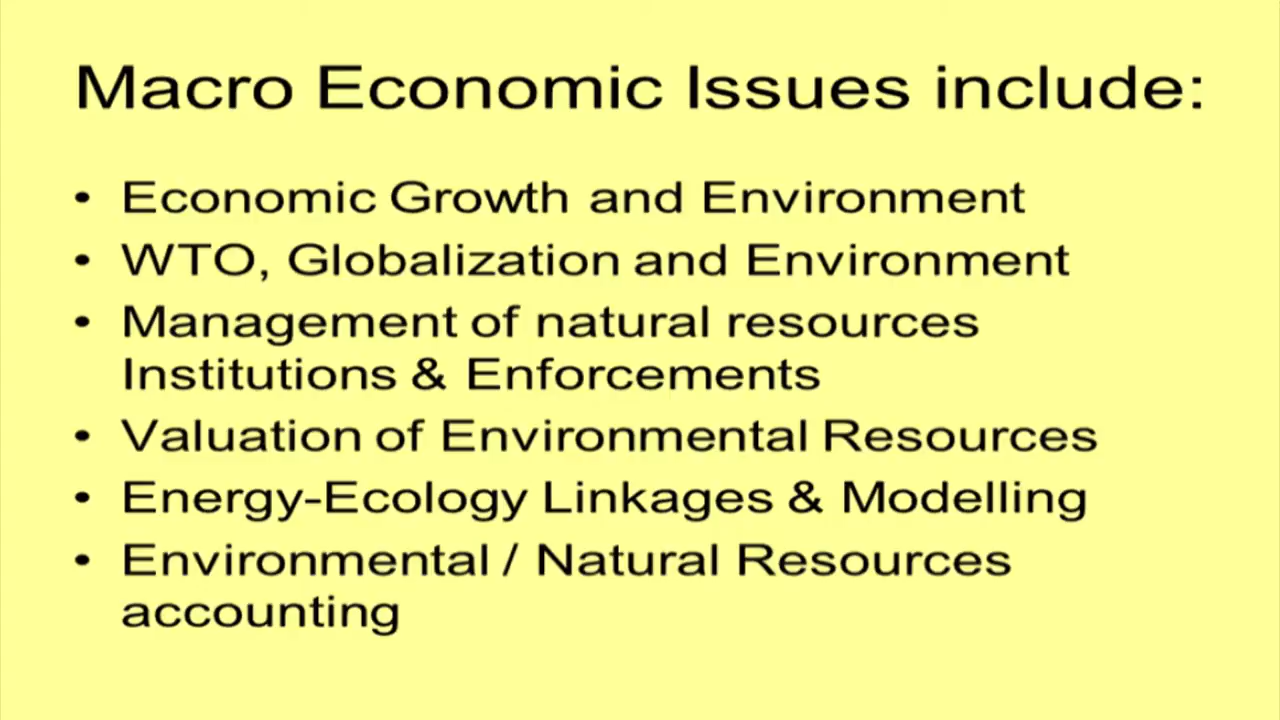 Macro Economic Issues include:
• Economic Growth and Environment
• WTO, Globalization and Environment
• Management of natural resources
Institutions & Enforcements
• Valuation of Environmental Resources
• Energy-Ecology Linkages & Modelling
• Environmental / Natural Resources
accounting